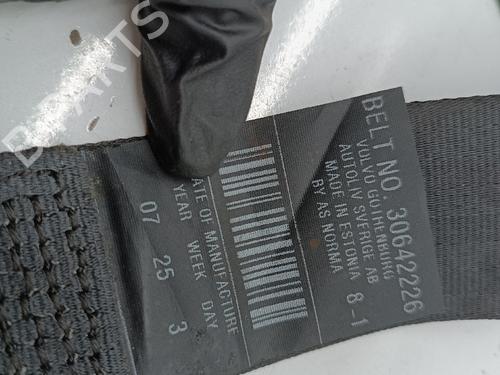 BELT NO. 30642226
VOLVO, GOTHENBURG
AUTOLIV SVERIGE AB
MADE IN ESTONIA 8-1
BY AS NORMA
DATE OF MANUFACTURE
YEAR WEEK DAY
07 25 3
B-PARTS